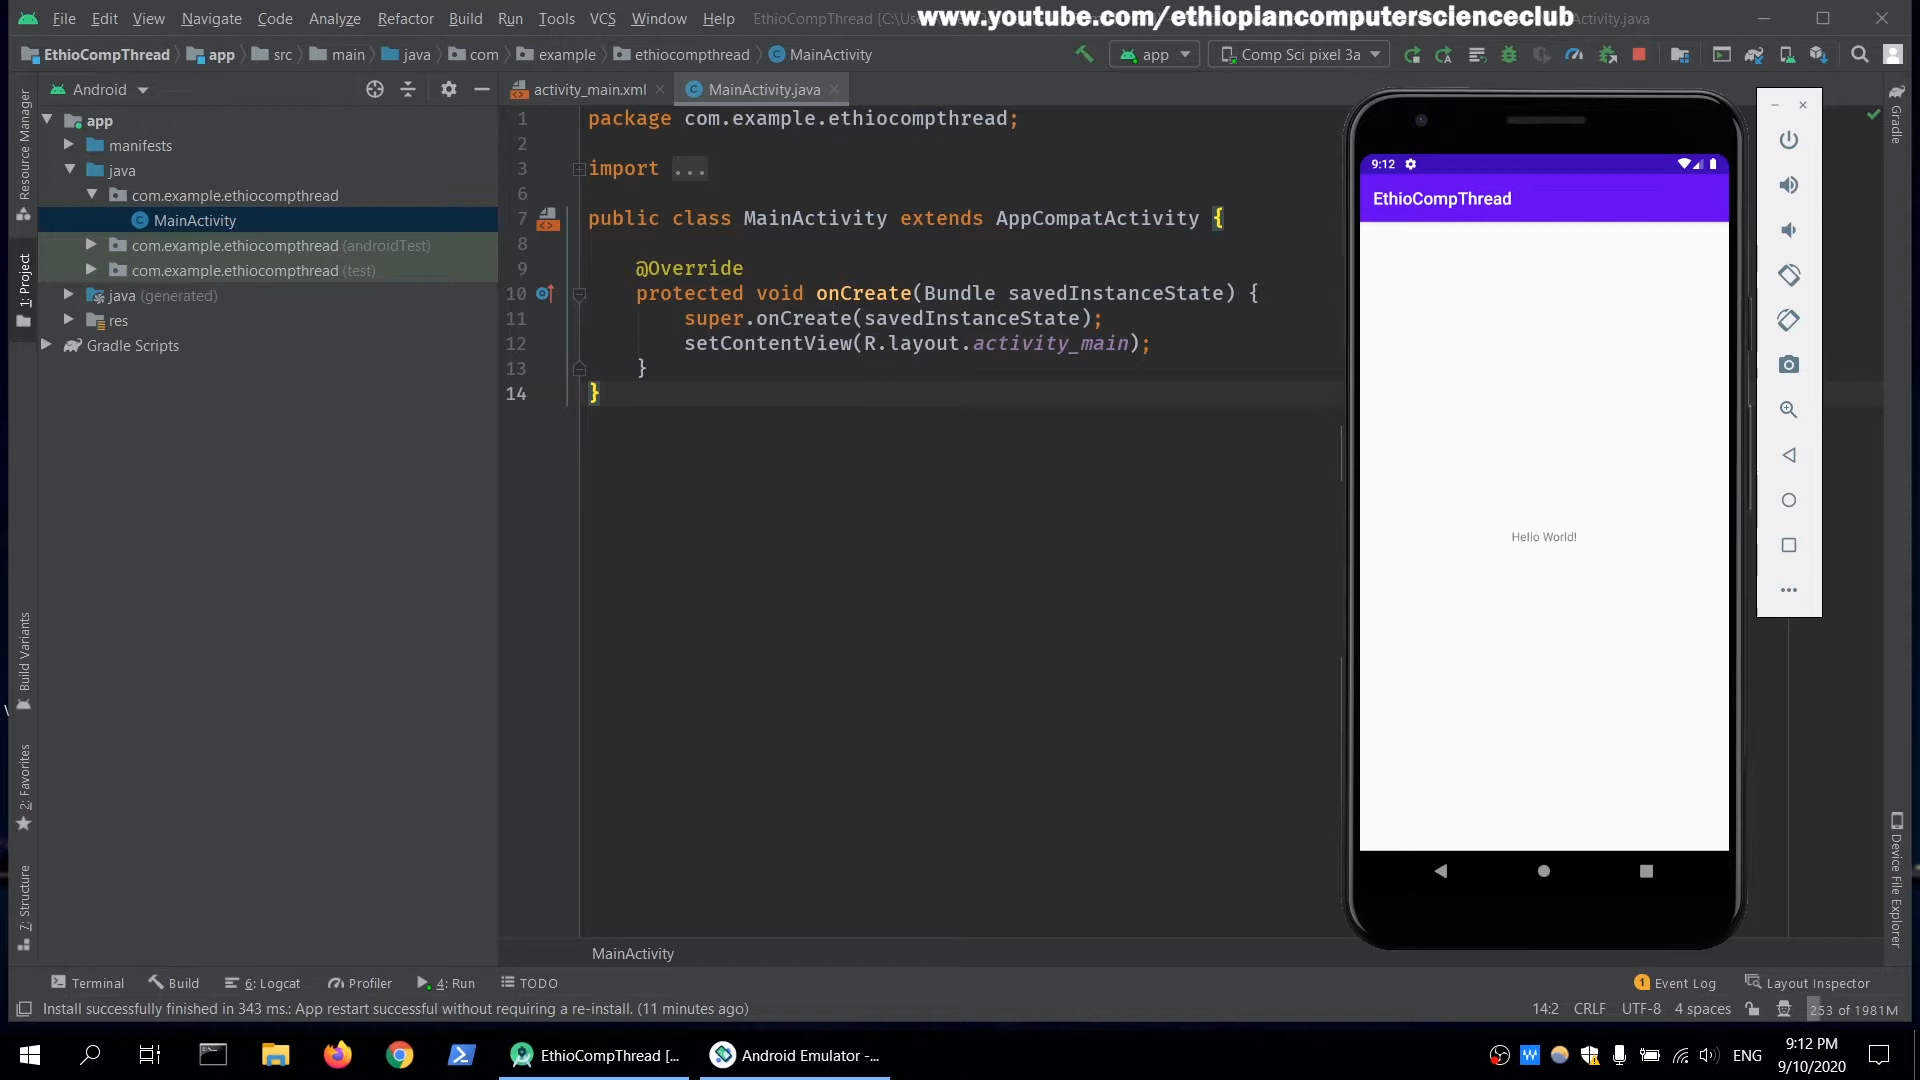 File Edit View Navigate Code Analyze Refactor Build Run Tools VCS Window Help EthioCompThread [C:\Us www.youtube.com/ethiopiancomputerscienceclub Activity.java
EthioCompThread app src main java com example ethiocompthread MainActivity app Comp Sci pixel 3a
Android
activity_main.xml MainActivity.java
Resource Manager
1: Project
Build Variants
2: Favorites
7: Structure
app
manifests
java
com.example.ethiocompthread
MainActivity
com.example.ethiocompthread (androidTest)
com.example.ethiocompthread (test)
java (generated)
res
Gradle Scripts
1 package com.example.ethiocompthread;
2
3 import ...
6
7 public class MainActivity extends AppCompatActivity {
8
9 @Override
10 protected void onCreate(Bundle savedInstanceState) {
11 super.onCreate(savedInstanceState);
12 setContentView(R.layout.activity_main);
13 }
14 }
9:12
EthioCompThread
Hello World!
Gradle
Device File Explorer
MainActivity
Terminal Build 6: Logcat Profiler 4: Run TODO 1 Event Log Layout Inspector
Install successfully finished in 343 ms.: App restart successful without requiring a re-install. (11 minutes ago) 14:2 CRLF UTF-8 4 spaces 253 of 1981M
EthioCompThread [... Android Emulator -... ENG
9:12 PM
9/10/2020